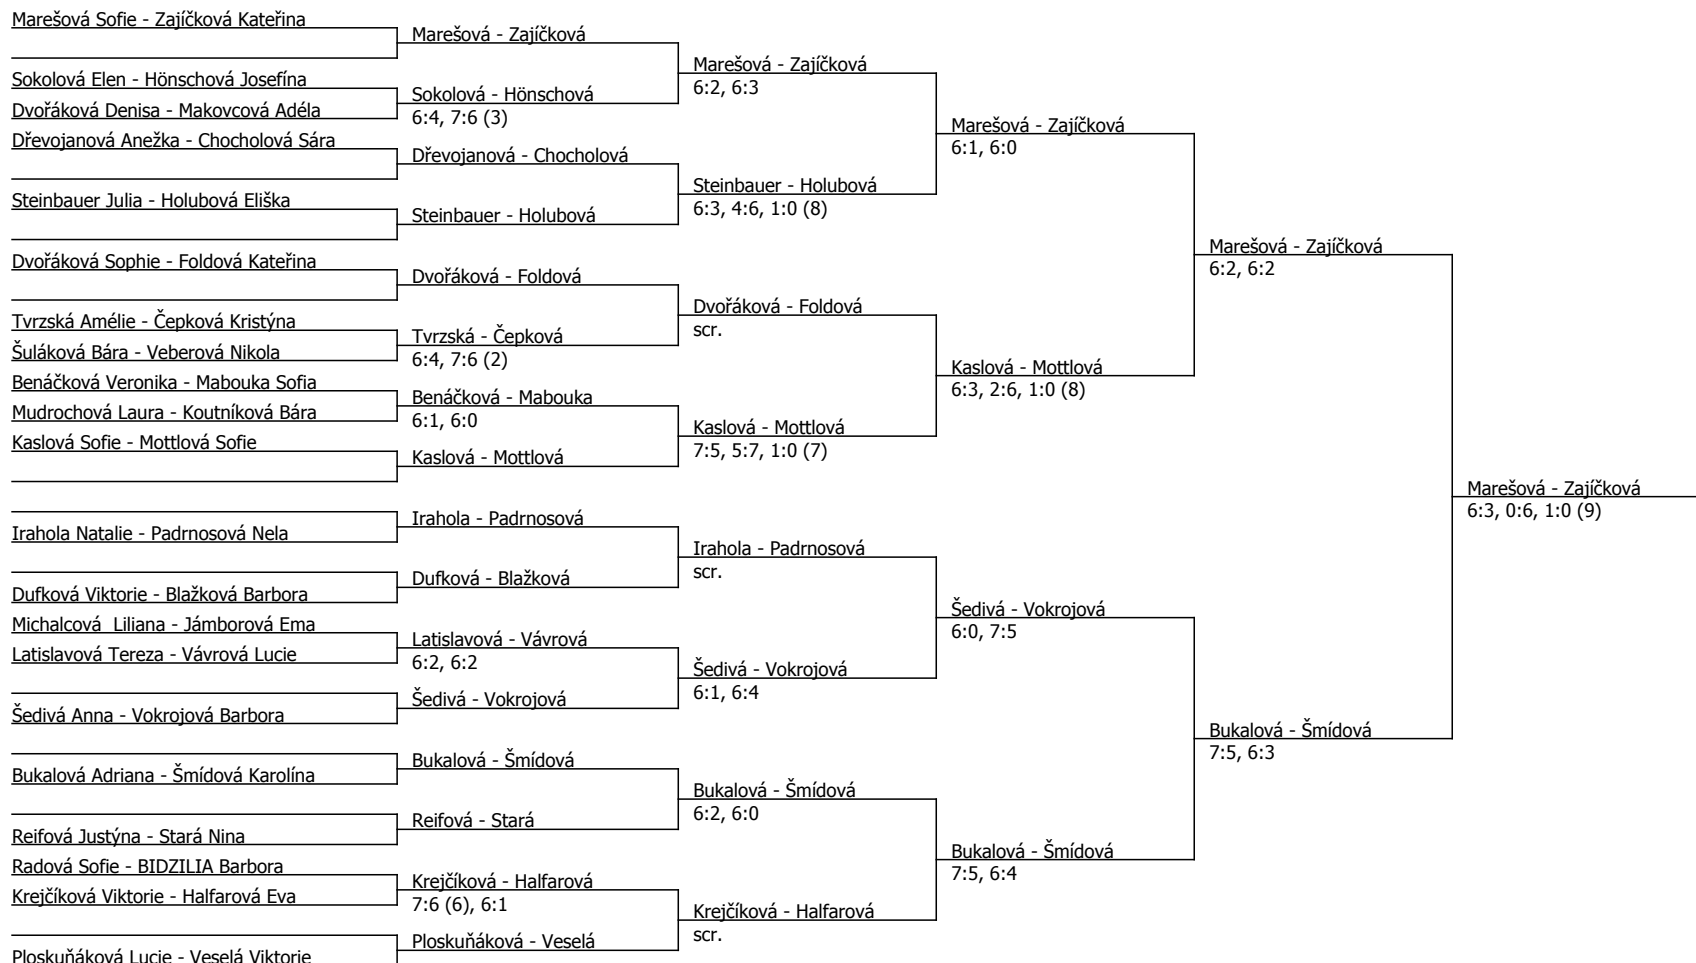 Marešová Sofie - Zajíčková Kateřina
Sokolová Elen - Hönschová Josefína
Dvořáková Denisa - Makovcová Adéla
Dřevojanová Anežka - Chocholová Sára
Steinbauer Julia - Holubová Eliška
Dvořáková Sophie - Foldová Kateřina
Tvrzská Amélie - Čepková Kristýna
Šuláková Bára - Veberová Nikola
Benáčková Veronika - Mabouka Sofia
Mudrochová Laura - Koutníková Bára
Kaslová Sofie - Mottlová Sofie
Irahola Natalie - Padrnosová Nela
Dufková Viktorie - Blažková Barbora
Michalcová  Liliana - Jámborová Ema
Latislavová Tereza - Vávrová Lucie
Šedivá Anna - Vokrojová Barbora
Bukalová Adriana - Šmídová Karolína
Reifová Justýna - Stará Nina
Radová Sofie - BIDZILIA Barbora
Krejčíková Viktorie - Halfarová Eva
Ploskuňáková Lucie - Veselá Viktorie
Marešová - Zajíčková
Sokolová - Hönschová
6:4, 7:6 (3)
Dřevojanová - Chocholová
Steinbauer - Holubová
Dvořáková - Foldová
Tvrzská - Čepková
6:4, 7:6 (2)
Benáčková - Mabouka
6:1, 6:0
Kaslová - Mottlová
Irahola - Padrnosová
Dufková - Blažková
Latislavová - Vávrová
6:2, 6:2
Šedivá - Vokrojová
Bukalová - Šmídová
Reifová - Stará
Krejčíková - Halfarová
7:6 (6), 6:1
Ploskuňáková - Veselá
Marešová - Zajíčková
6:2, 6:3
Steinbauer - Holubová
6:3, 4:6, 1:0 (8)
Dvořáková - Foldová
scr.
Kaslová - Mottlová
7:5, 5:7, 1:0 (7)
Irahola - Padrnosová
scr.
Šedivá - Vokrojová
6:1, 6:4
Bukalová - Šmídová
6:2, 6:0
Krejčíková - Halfarová
scr.
Marešová - Zajíčková
6:1, 6:0
Kaslová - Mottlová
6:3, 2:6, 1:0 (8)
Šedivá - Vokrojová
6:0, 7:5
Bukalová - Šmídová
7:5, 6:4
Marešová - Zajíčková
6:2, 6:2
Bukalová - Šmídová
7:5, 6:3
Marešová - Zajíčková
6:3, 0:6, 1:0 (9)